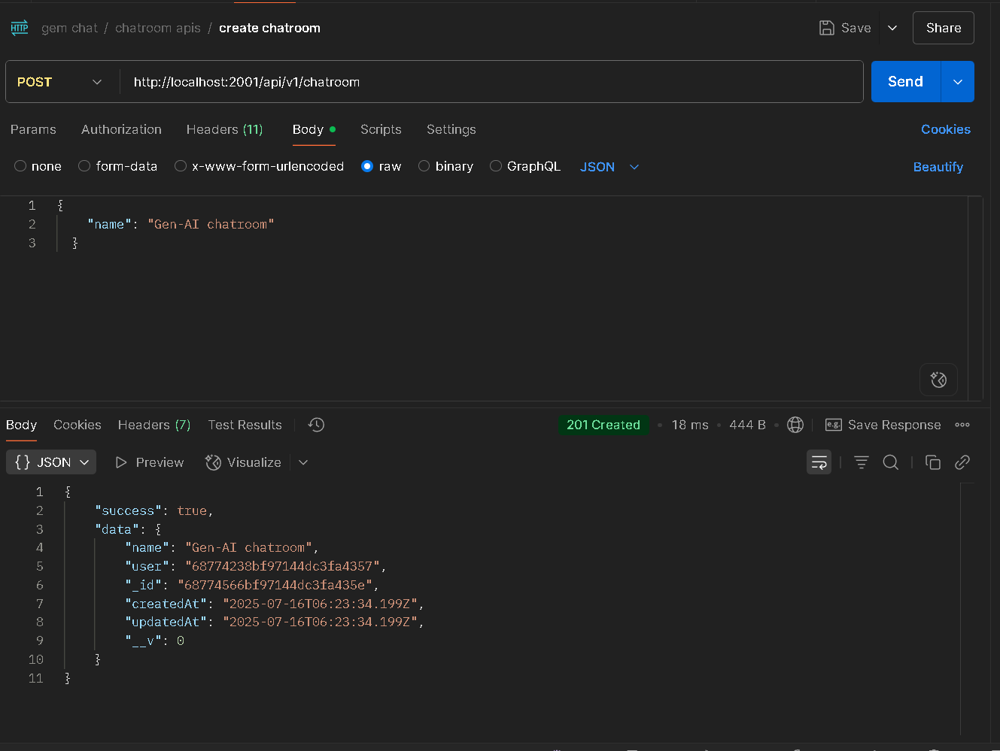 HTTP gem chat / chatroom apis / create chatroom Save Share
POST http://localhost:2001/api/v1/chatroom Send
Params Authorization Headers (11) Body Scripts Settings Cookies
none form-data x-www-form-urlencoded raw binary GraphQL JSON Beautify
1 {
2 "name": "Gen-AI chatroom"
3 }
Body Cookies Headers (7) Test Results 201 Created • 18 ms • 444 B • e.g. Save Response
{} JSON Preview Visualize
1 {
2 "success": true,
3 "data": {
4 "name": "Gen-AI chatroom",
5 "user": "68774238bf97144dc3fa4357",
6 "_id": "68774566bf97144dc3fa435e",
7 "createdAt": "2025-07-16T06:23:34.199Z",
8 "updatedAt": "2025-07-16T06:23:34.199Z",
9 "__v": 0
10 }
11 }